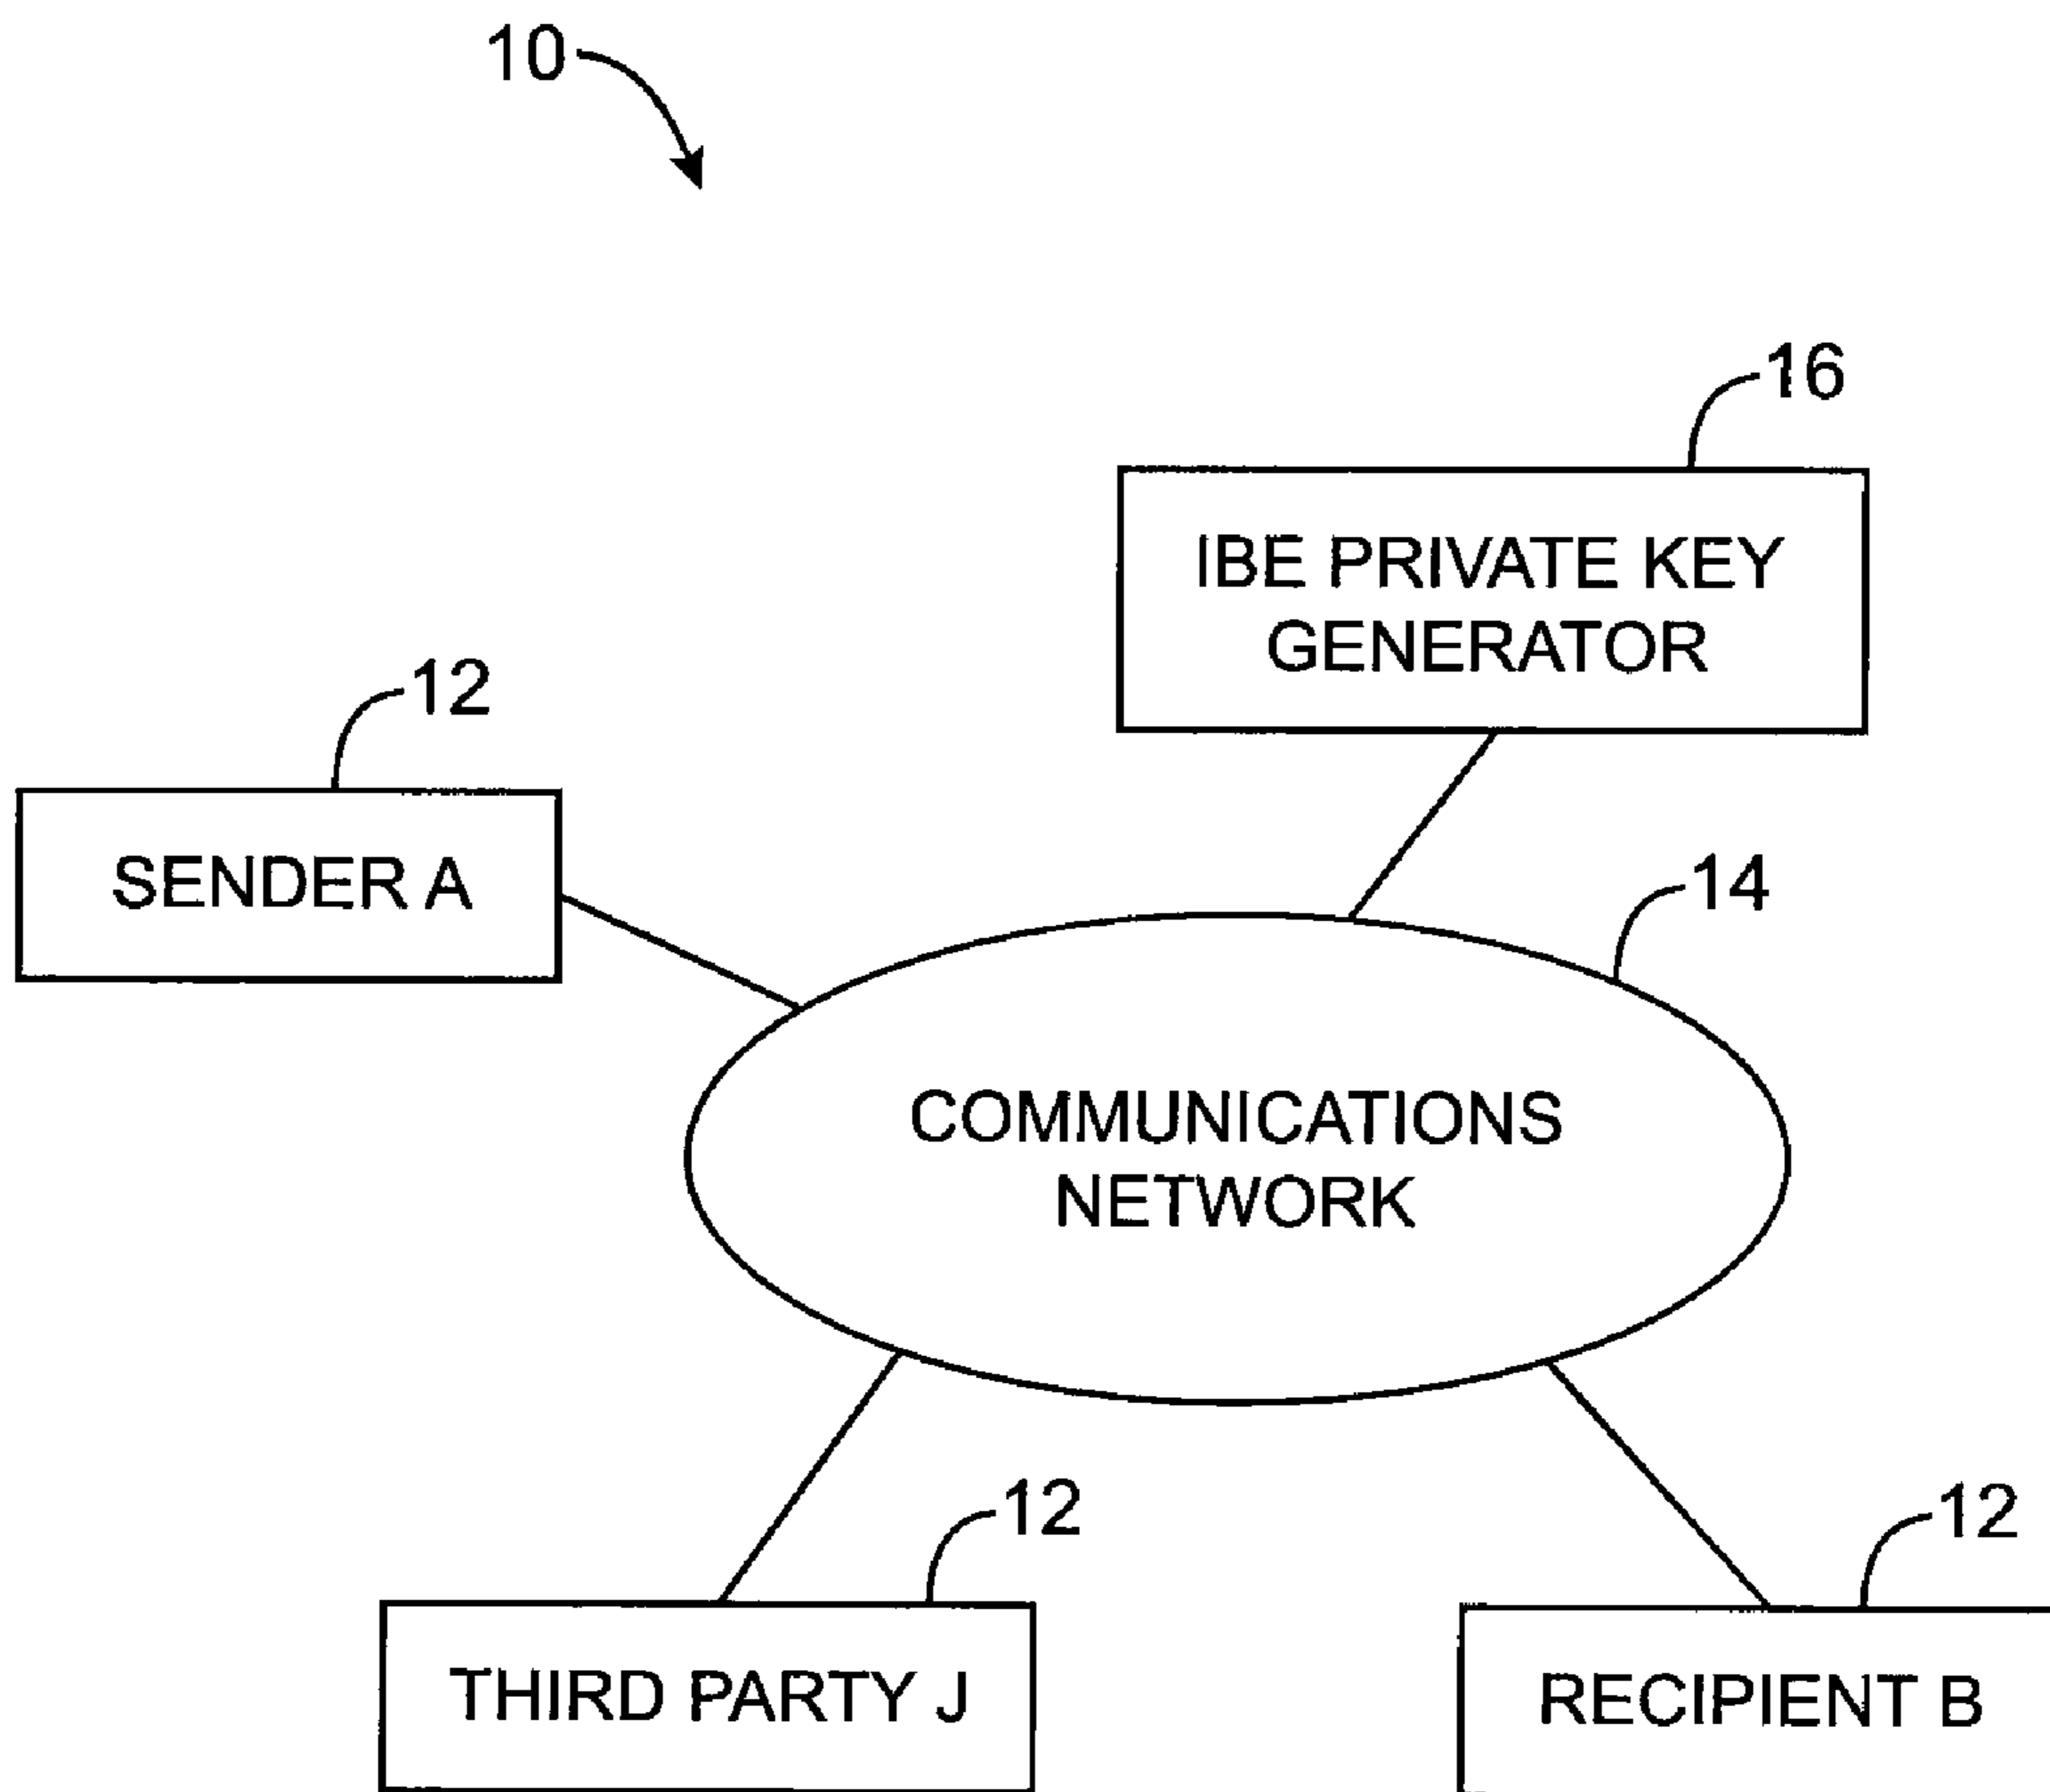 10
16
IBE PRIVATE KEY
GENERATOR
12
SENDER A
14
COMMUNICATIONS
NETWORK
12
THIRD PARTY J
12
RECIPIENT B